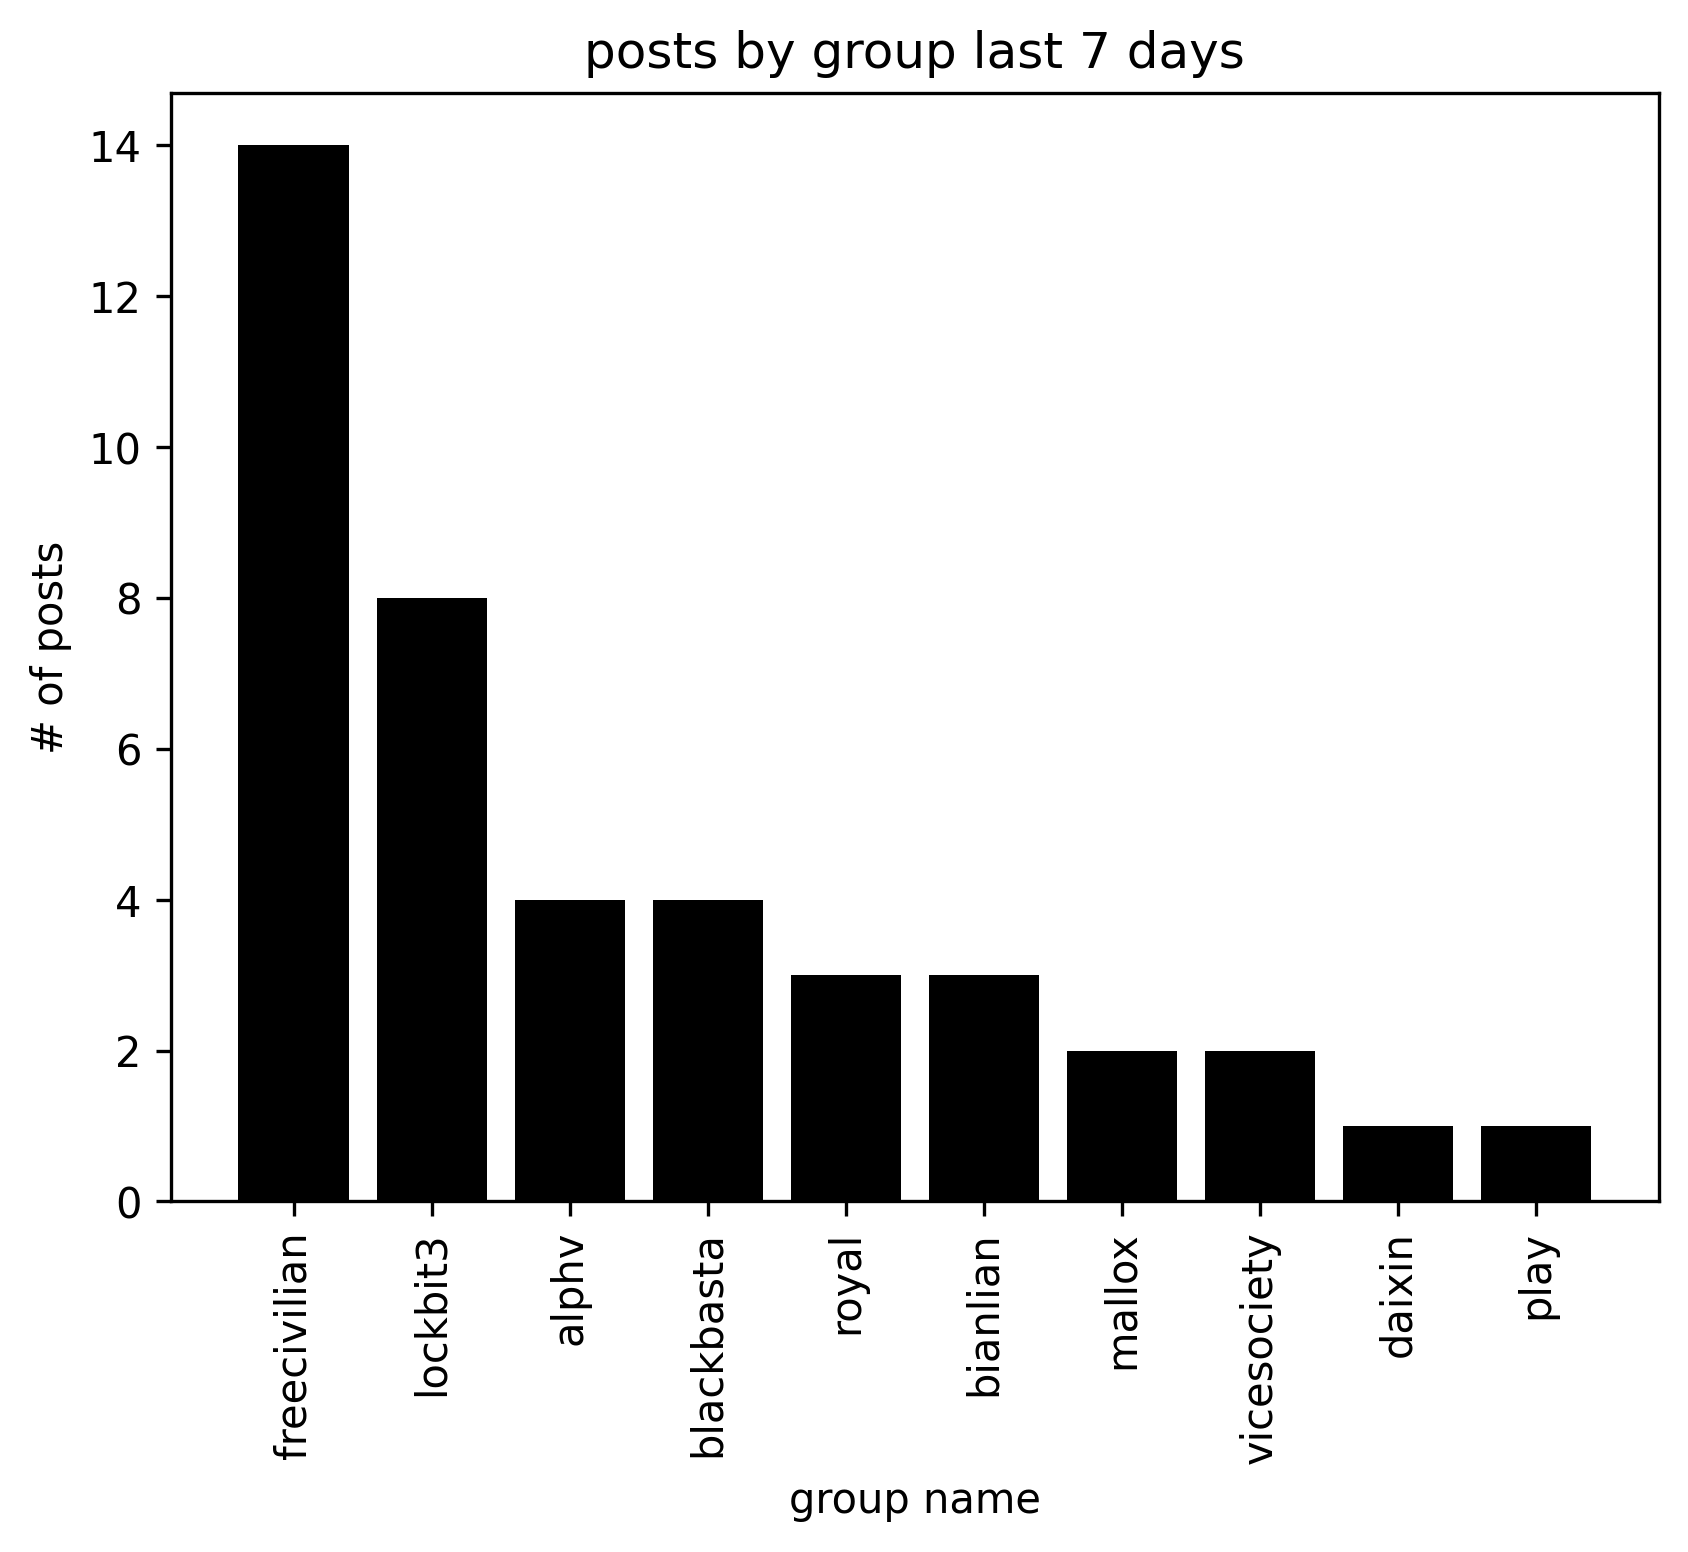 posts by group last 7 days
14
12
10
8
6
4
2
0
# of posts
freecivilian
lockbit3
alphv
blackbasta
royal
bianlian
mallox
vicesociety
daixin
play
group name